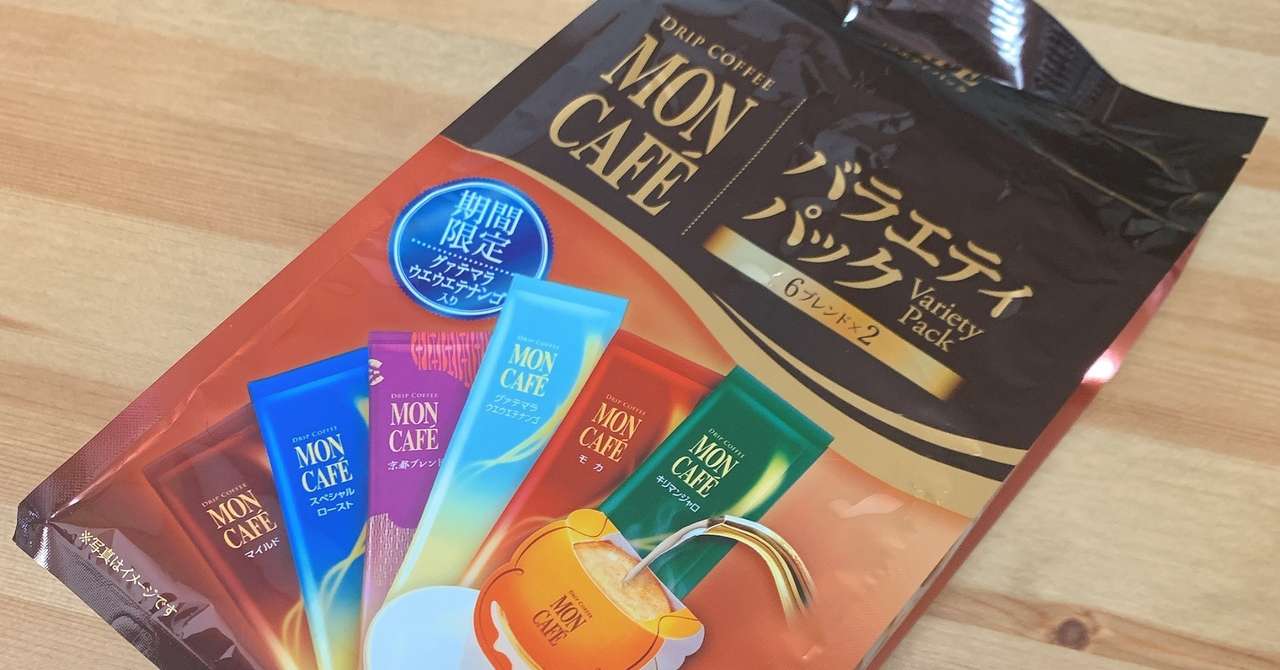 DRIP COFFEE
MON
CAFÉ
バラエティ
パック
Variety
Pack
6ブレンド×2
期間
限定
グァテマラ
ウエウエテナンゴ
入り
DRIP COFFEE
MON
CAFÉ
マイルド
DRIP COFFEE
MON
CAFÉ
スペシャル
ロースト
DRIP COFFEE
MON
CAFÉ
京都ブレンド
DRIP COFFEE
MON
CAFÉ
グァテマラ
ウエウエテナンゴ
DRIP COFFEE
MON
CAFÉ
モカ
DRIP COFFEE
MON
CAFÉ
キリマンジャロ
DRIP COFFEE
MON
CAFÉ
※写真はイメージです